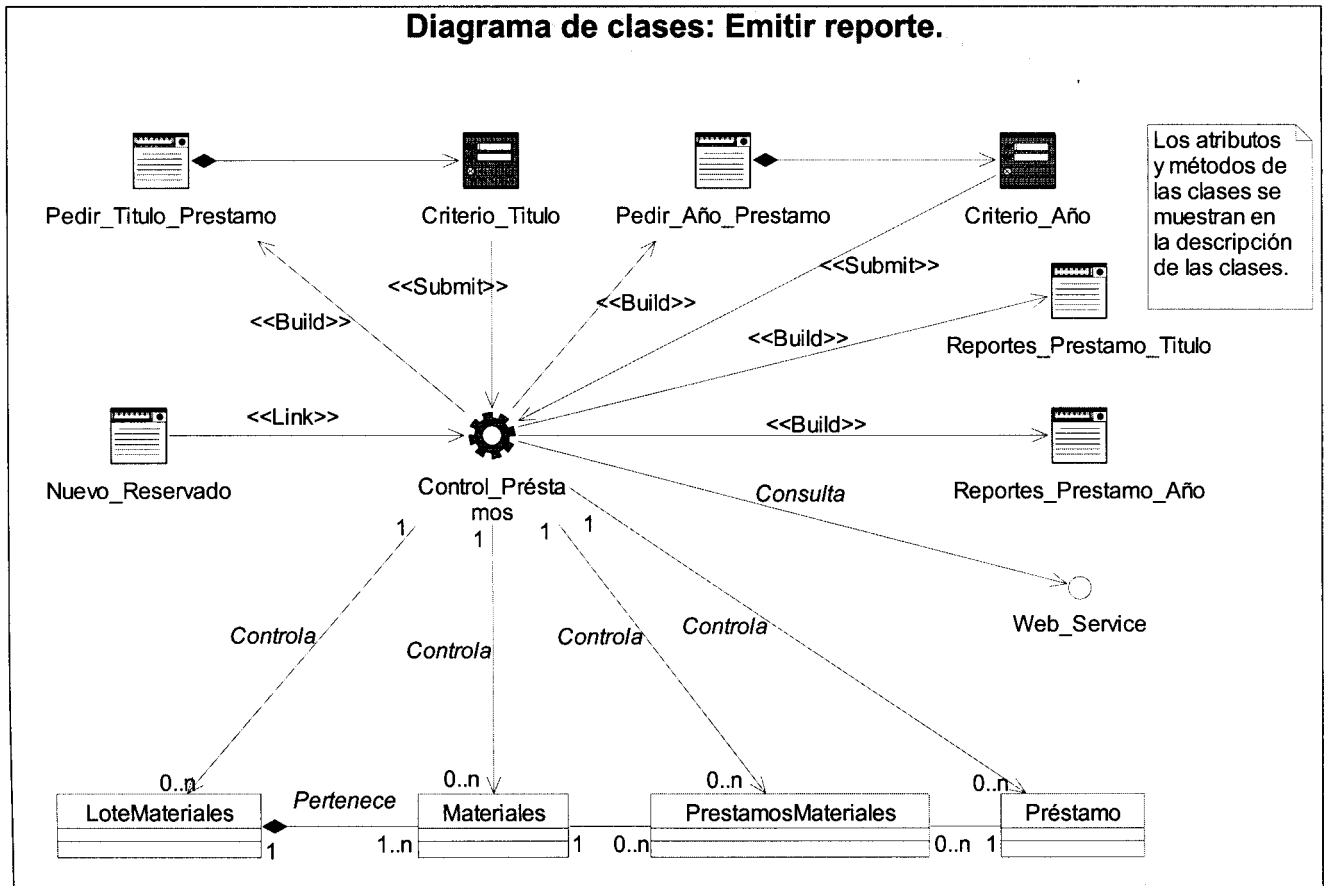 Diagrama de clases: Emitir reporte.
Los atributos
y métodos de
las clases se
muestran en
la descripción
de las clases.
Pedir_Titulo_Prestamo
Criterio_Titulo
Pedir_Año_Prestamo
Criterio_Año
<<Submit>>
<<Submit>>
<<Build>>
<<Build>>
<<Build>>
Reportes_Prestamo_Titulo
<<Link>>
<<Build>>
Nuevo_Reservado
Control_Présta
mos
Consulta
Reportes_Prestamo_Año
1
1
1
1
Web_Service
Controla
Controla
Controla
Controla
0..n
0..n
0..n
0..n
LoteMateriales
Pertenece
Materiales
PrestamosMateriales
Préstamo
1
1..n
1
0..n
0..n
1